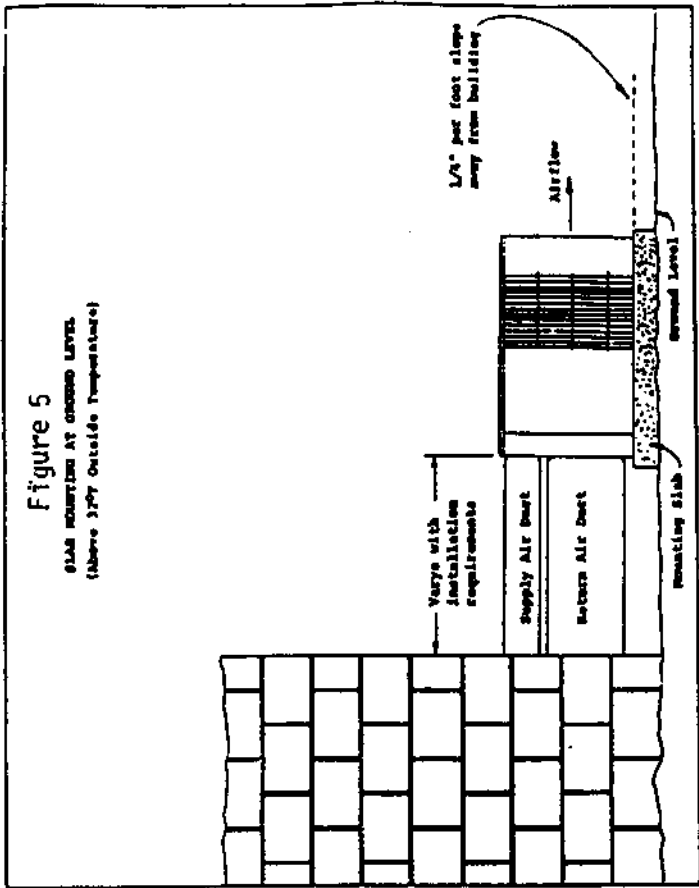 Figure 5
SLAB MOUNTING AT GROUND LEVEL
(Above 37°F Outside Temperature)
Varys with
installation
requirements
Supply Air Duct
Return Air Duct
1/4" per foot slope
away from building
Airflow
Mounting Slab
Ground Level